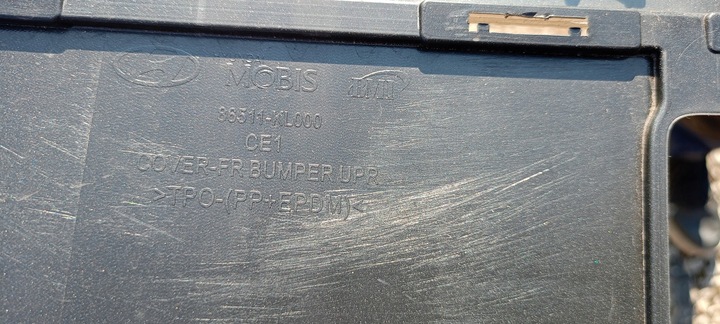 MOBIS
86511-KL000
CE1
COVER-FR BUMPER UPR
>TPO-(PP+EPDM)<